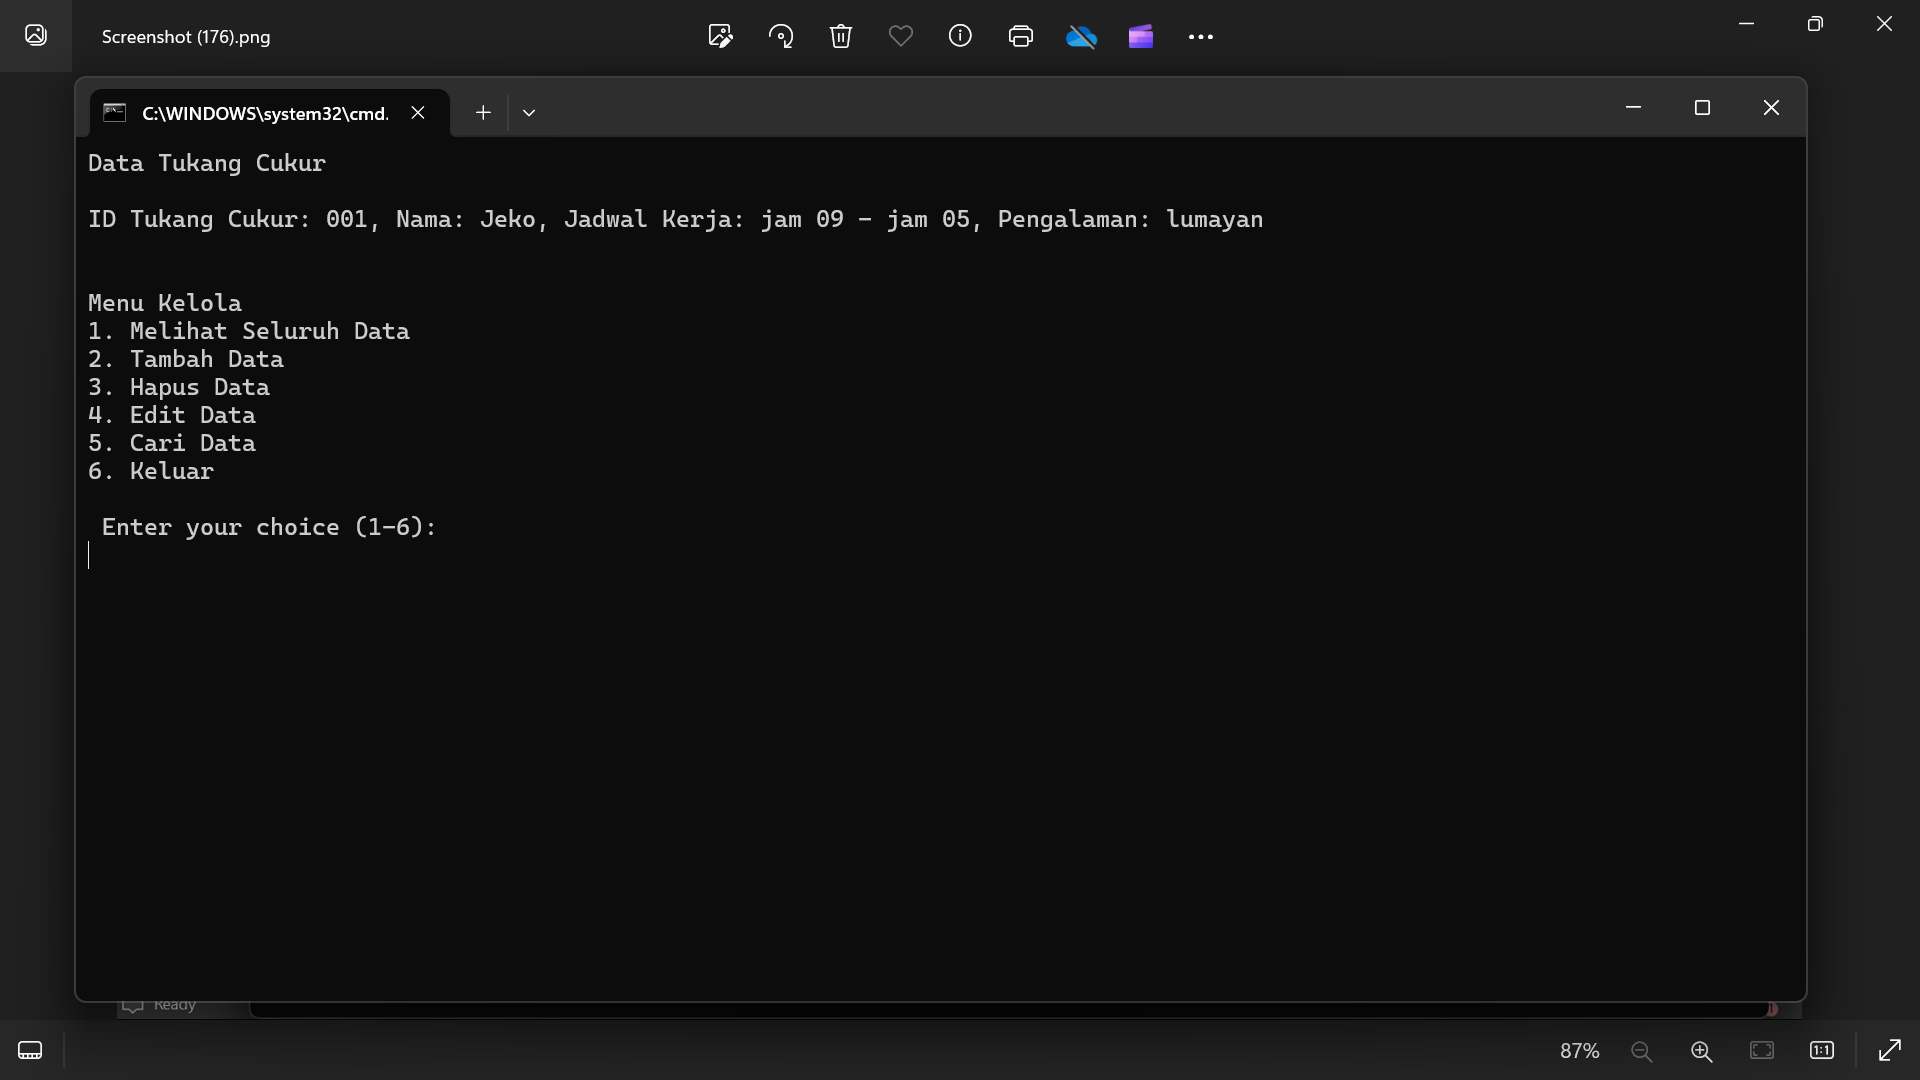 Screenshot (176).png
C:\WINDOWS\system32\cmd.
Data Tukang Cukur
ID Tukang Cukur: 001, Nama: Jeko, Jadwal Kerja: jam 09 - jam 05, Pengalaman: lumayan
Menu Kelola
1. Melihat Seluruh Data
2. Tambah Data
3. Hapus Data
4. Edit Data
5. Cari Data
6. Keluar
Enter your choice (1-6):
Ready
87%
1:1